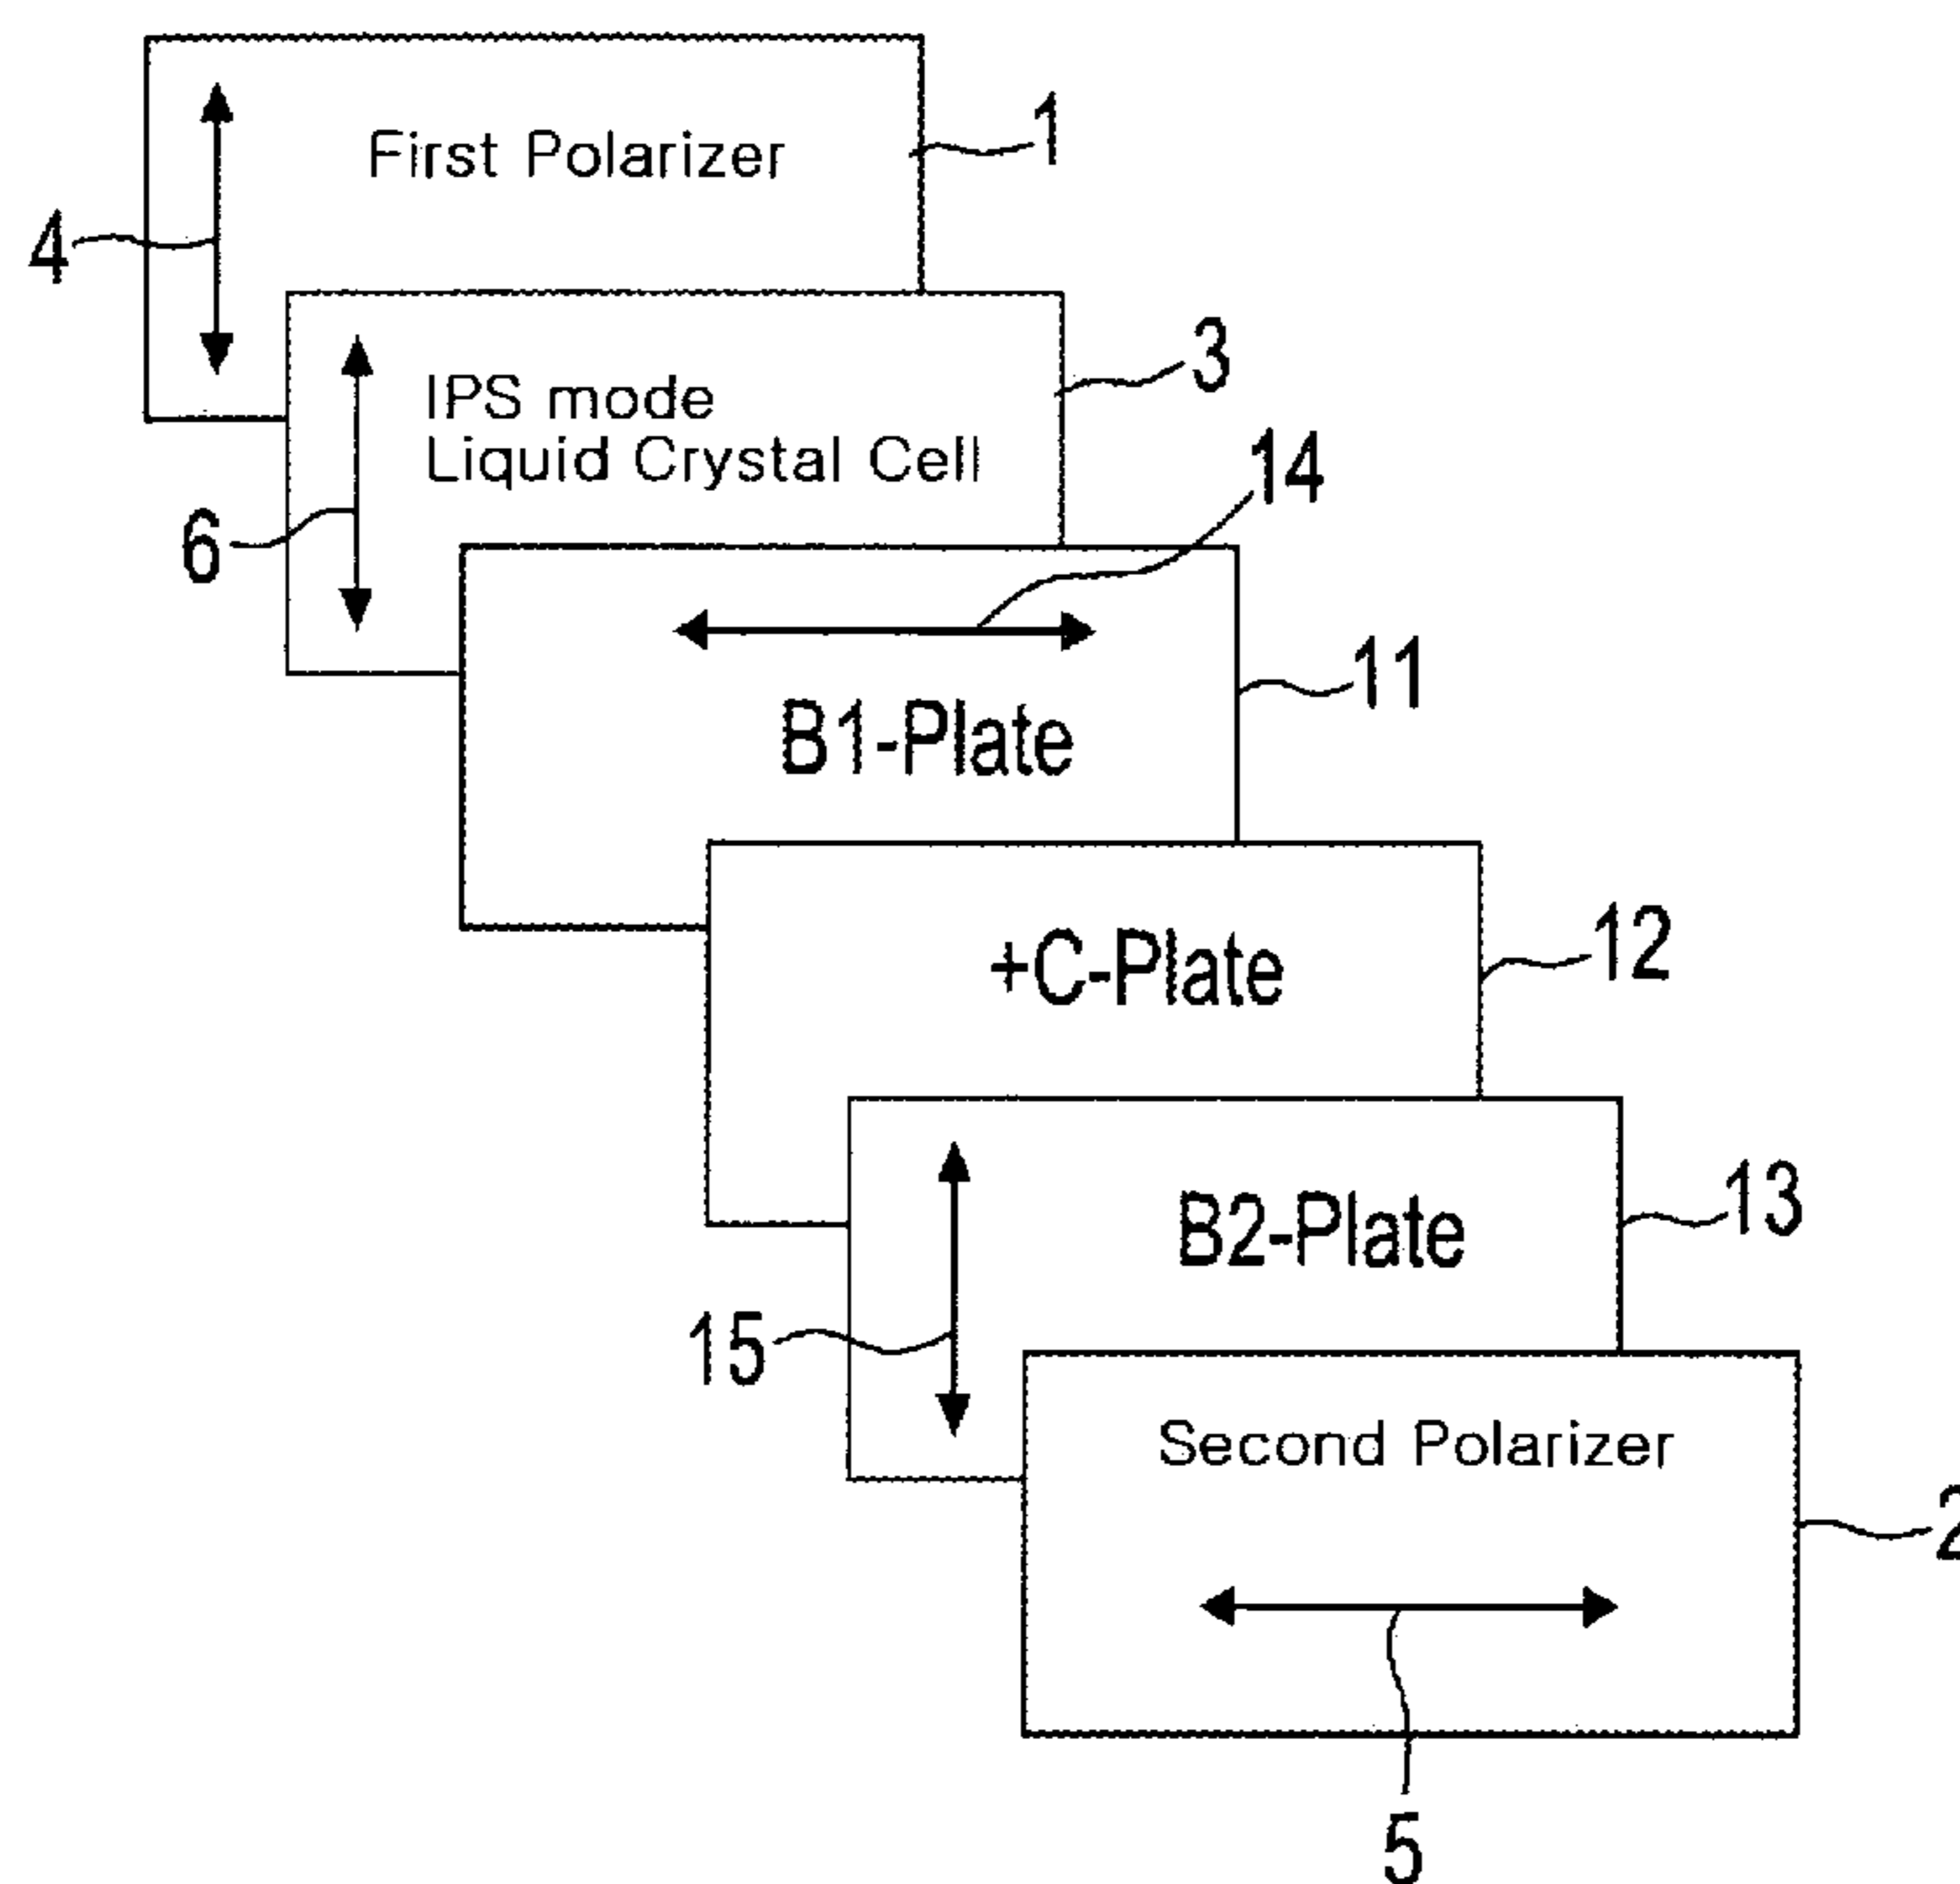 First Polarizer
1
4
IPS mode
Liquid Crystal Cell
3
6
14
B1-Plate
11
+C-Plate
12
B2-Plate
13
15
Second Polarizer
2
5